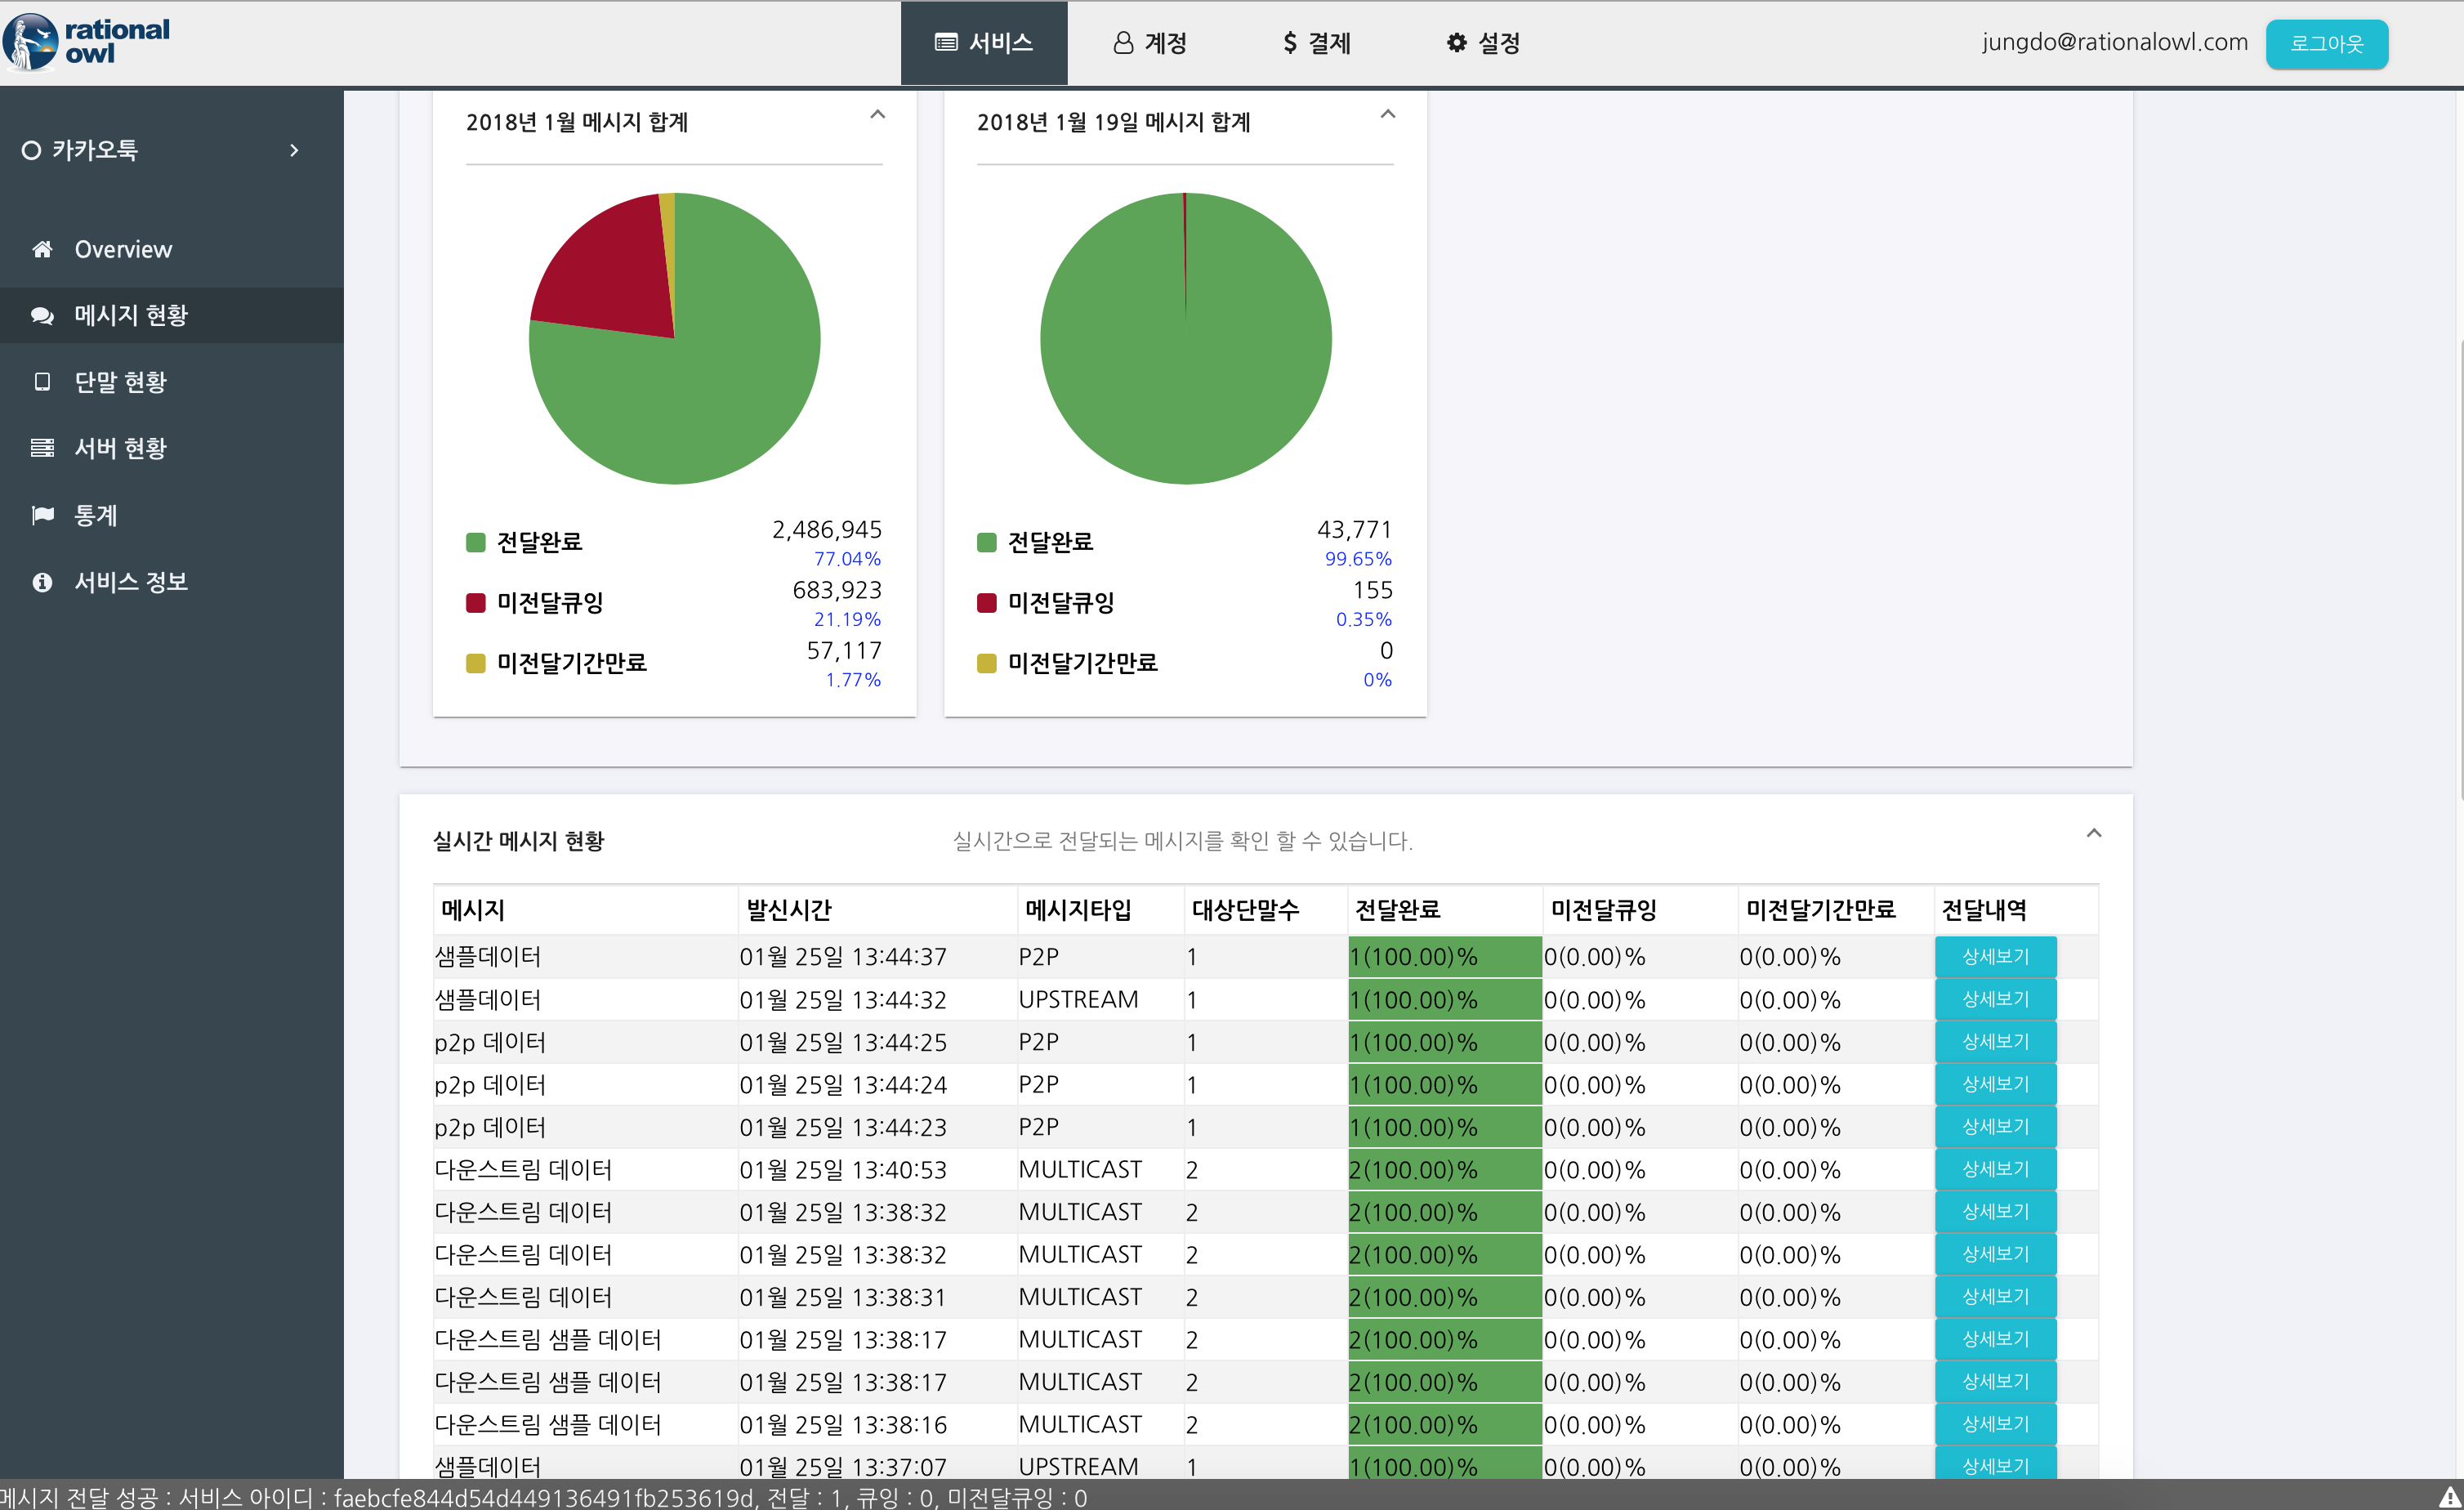 rational
owl
서비스
계정
$ 결제
설정
jungdo@rationalowl.com
로그아웃
카카오톡
Overview
메시지 현황
단말 현황
서버 현황
통계
서비스 정보
2018년 1월 메시지 합계
전달완료 2,486,945
77.04%
미전달큐잉 683,923
21.19%
미전달기간만료 57,117
1.77%
2018년 1월 19일 메시지 합계
전달완료 43,771
99.65%
미전달큐잉 155
0.35%
미전달기간만료 0
0%
실시간 메시지 현황 실시간으로 전달되는 메시지를 확인 할 수 있습니다.
메시지 발신시간 메시지타입 대상단말수 전달완료 미전달큐잉 미전달기간만료 전달내역
샘플데이터 01월 25일 13:44:37 P2P 1 1(100.00)% 0(0.00)% 0(0.00)% 상세보기
샘플데이터 01월 25일 13:44:32 UPSTREAM 1 1(100.00)% 0(0.00)% 0(0.00)% 상세보기
p2p 데이터 01월 25일 13:44:25 P2P 1 1(100.00)% 0(0.00)% 0(0.00)% 상세보기
p2p 데이터 01월 25일 13:44:24 P2P 1 1(100.00)% 0(0.00)% 0(0.00)% 상세보기
p2p 데이터 01월 25일 13:44:23 P2P 1 1(100.00)% 0(0.00)% 0(0.00)% 상세보기
다운스트림 데이터 01월 25일 13:40:53 MULTICAST 2 2(100.00)% 0(0.00)% 0(0.00)% 상세보기
다운스트림 데이터 01월 25일 13:38:32 MULTICAST 2 2(100.00)% 0(0.00)% 0(0.00)% 상세보기
다운스트림 데이터 01월 25일 13:38:32 MULTICAST 2 2(100.00)% 0(0.00)% 0(0.00)% 상세보기
다운스트림 데이터 01월 25일 13:38:31 MULTICAST 2 2(100.00)% 0(0.00)% 0(0.00)% 상세보기
다운스트림 샘플 데이터 01월 25일 13:38:17 MULTICAST 2 2(100.00)% 0(0.00)% 0(0.00)% 상세보기
다운스트림 샘플 데이터 01월 25일 13:38:17 MULTICAST 2 2(100.00)% 0(0.00)% 0(0.00)% 상세보기
다운스트림 샘플 데이터 01월 25일 13:38:16 MULTICAST 2 2(100.00)% 0(0.00)% 0(0.00)% 상세보기
샘플데이터 01월 25일 13:37:07 UPSTREAM 1 1(100.00)% 0(0.00)% 0(0.00)% 상세보기
메시지 전달 성공 : 서비스 아이디 : faebcfe844d54d449136491fb253619d, 전달 : 1, 큐잉 : 0, 미전달큐잉 : 0